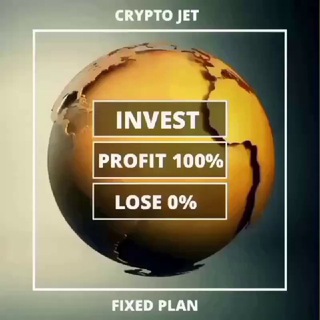 CRYPTO JET
INVEST
PROFIT 100%
LOSE 0%
FIXED PLAN